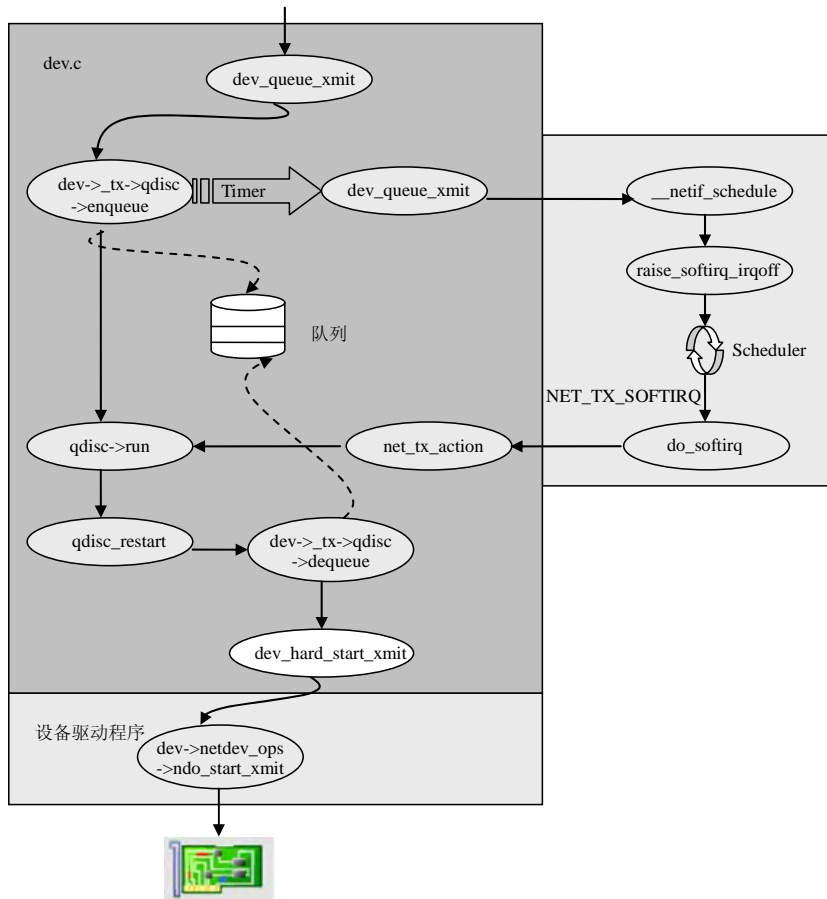 dev.c
dev_queue_xmit
dev->_tx->qdisc
->enqueue
Timer
dev_queue_xmit
__netif_schedule
raise_softirq_irqoff
队列
Scheduler
NET_TX_SOFTIRQ
qdisc->run
net_tx_action
do_softirq
qdisc_restart
dev->_tx->qdisc
->dequeue
dev_hard_start_xmit
设备驱动程序
dev->netdev_ops
->ndo_start_xmit